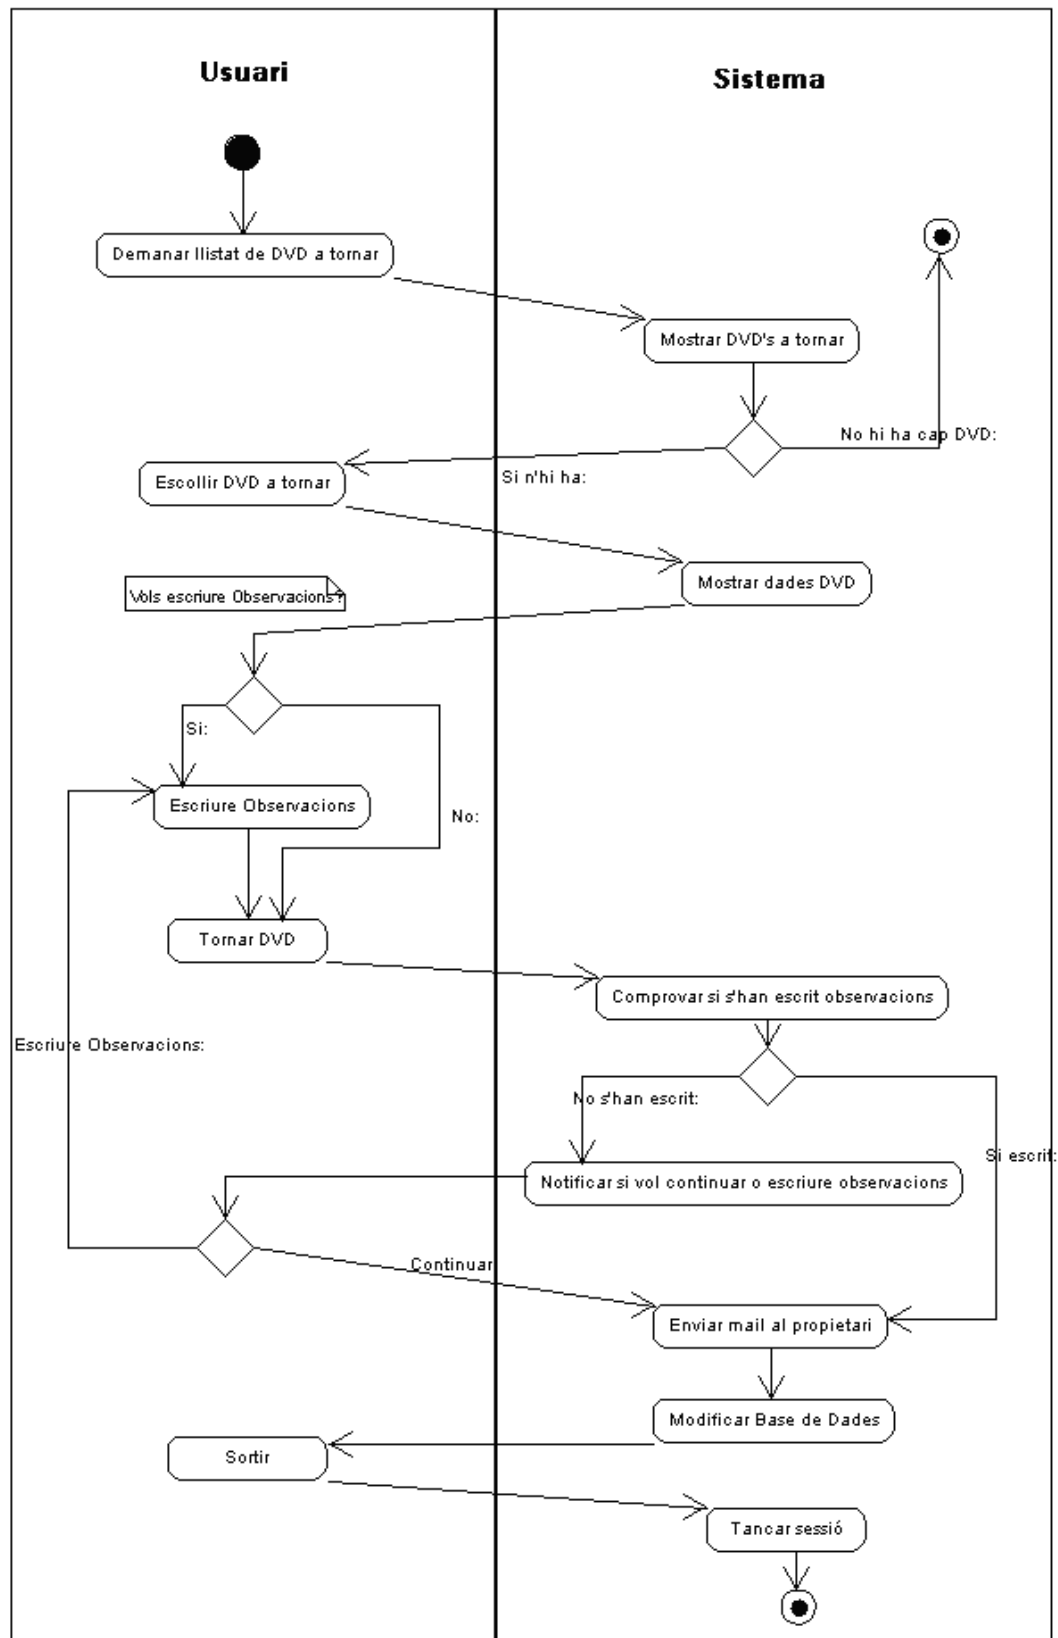 Usuari
Sistema
Demanar llistat de DVD a tornar
Mostrar DVD's a tornar
No hi ha cap DVD:
Si n'hi ha:
Escollir DVD a tornar
Mostrar dades DVD
Vols escriure Observacions?
Si:
Escriure Observacions
No:
Tornar DVD
Comprovar si s'han escrit observacions
Escriure Observacions:
No s'han escrit:
Si escrit:
Notificar si vol continuar o escriure observacions
Continuar
Enviar mail al propietari
Modificar Base de Dades
Sortir
Tancar sessió